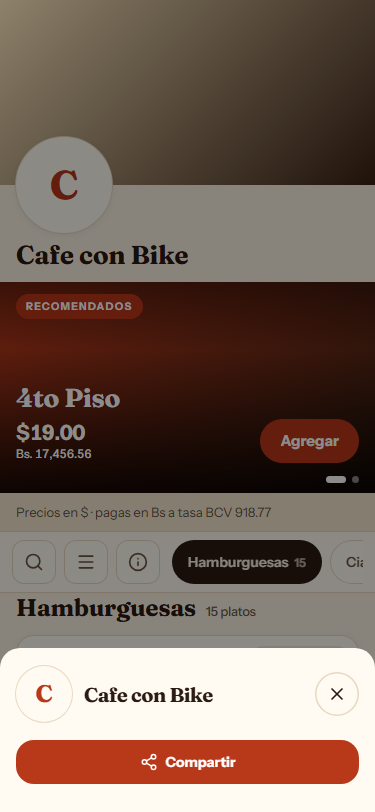 C
Cafe con Bike
RECOMENDADOS
4to Piso
$19.00
Bs. 17,456.56
Agregar
Precios en $ · pagas en Bs a tasa BCV 918.77
Hamburguesas 15
Cia
Hamburguesas 15 platos
C
Cafe con Bike
Compartir